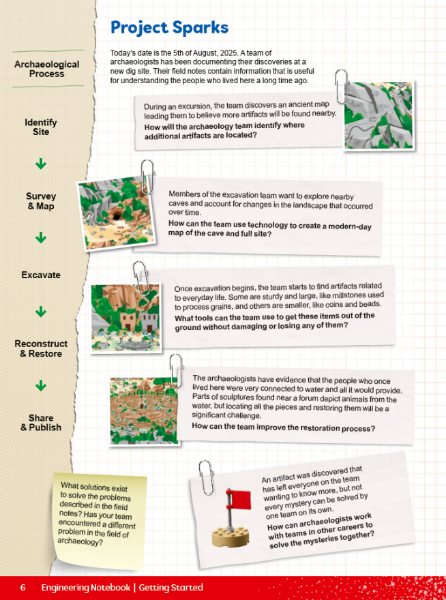 Project Sparks
Today's date is the 5th of August, 2025. A team of
archaeologists has been documenting their discoveries at a
new dig site. Their field notes contain information that is useful
for understanding the people who lived here a long time ago.
Archaeological
Process
During an excursion, the team discovers an ancient map
leading them to believe more artifacts will be found nearby.
How will the archaeology team identify where
additional artifacts are located?
Identify
Site
Survey
& Map
Members of the excavation team want to explore nearby
caves and account for changes in the landscape that occurred
over time.
How can the team use technology to create a modern-day
map of the cave and full site?
Excavate
Once excavation begins, the team starts to find artifacts related
to everyday life. Some are sturdy and large, like millstones used
to process grains, and others are smaller, like coins and beads.
What tools can the team use to get these items out of the
ground without damaging or losing any of them?
Reconstruct
& Restore
The archaeologists have evidence that the people who once
lived here were very connected to water and all it would provide.
Parts of sculptures found near a forum depict animals from the
water, but locating all the pieces and restoring them will be a
significant challenge.
How can the team improve the restoration process?
Share
& Publish
What solutions exist
to solve the problems
described in the field
notes? Has your team
encountered a different
problem in the field of
archaeology?
An artifact was discovered that
has left everyone on the team
wanting to know more, but not
every mystery can be solved by
one team on its own.
How can archaeologists work
with teams in other careers to
solve the mysteries together?
6 Engineering Notebook | Getting Started